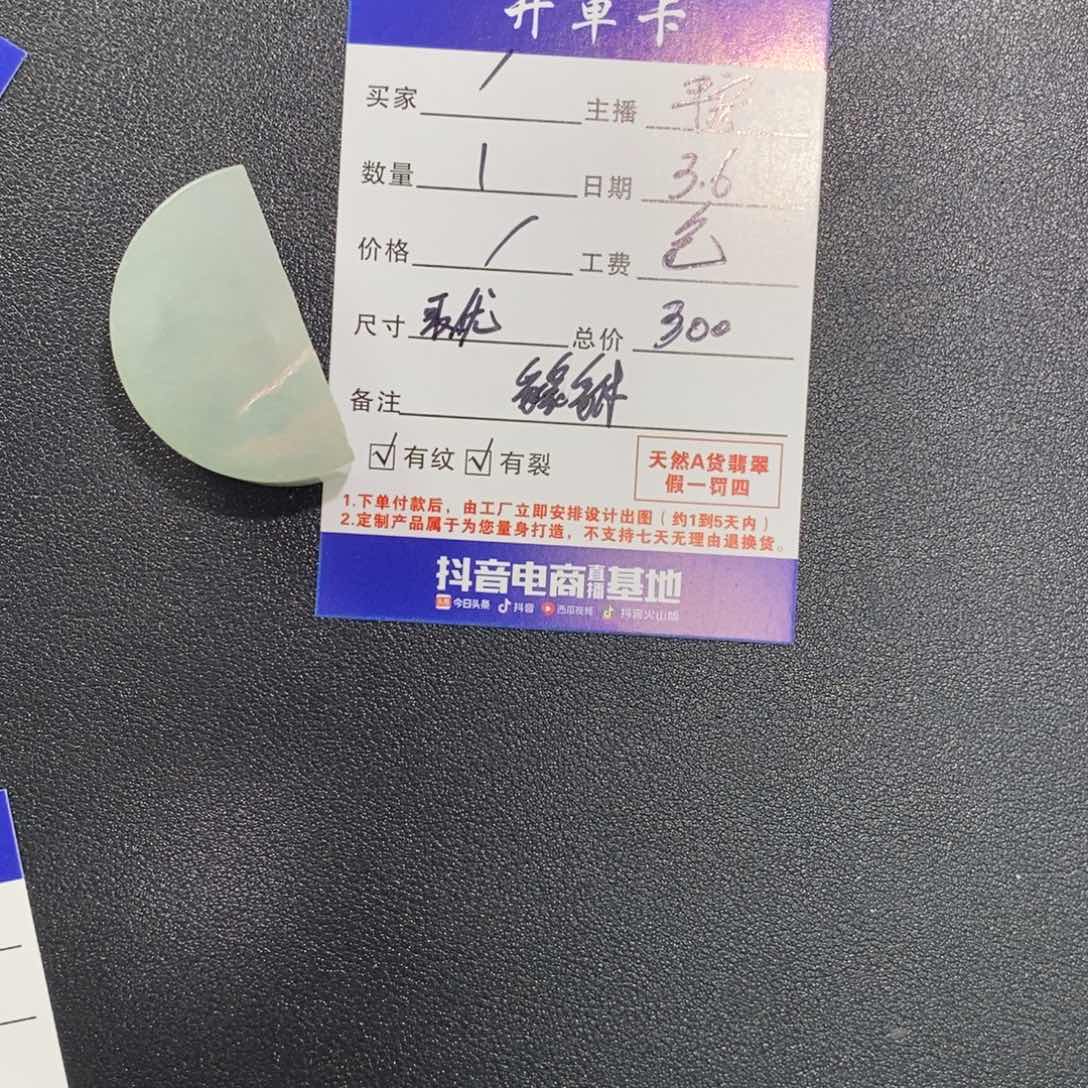 开单卡
买家 / 主播
数量 1 日期 3.6
价格 / 工费 包
尺寸 取优 总价 300
备注
☑有纹 ☑有裂
天然A货翡翠
假一罚四
1.下单付款后，由工厂立即安排设计出图（约1到5天内）
2.定制产品属于为您量身打造，不支持七天无理由退换货。
抖音电商直播基地
头条 今日头条 抖音 西瓜视频 抖音火山版